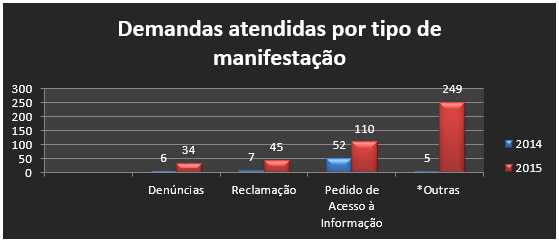 Demandas atendidas por tipo de
manifestação
300
250
200
150
100
50
0
6
34
7
45
52
110
5
249
Denúncias
Reclamação
Pedido de
Acesso à
Informação
*Outras
2014
2015